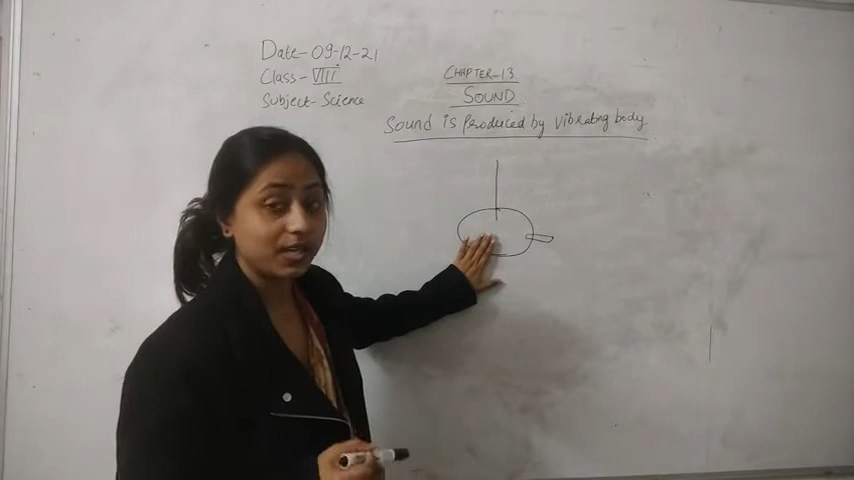 Date-09-12-21
Class-VIII
Subject-Science
CHAPTER-13
SOUND
Sound is Produced by vibrating body